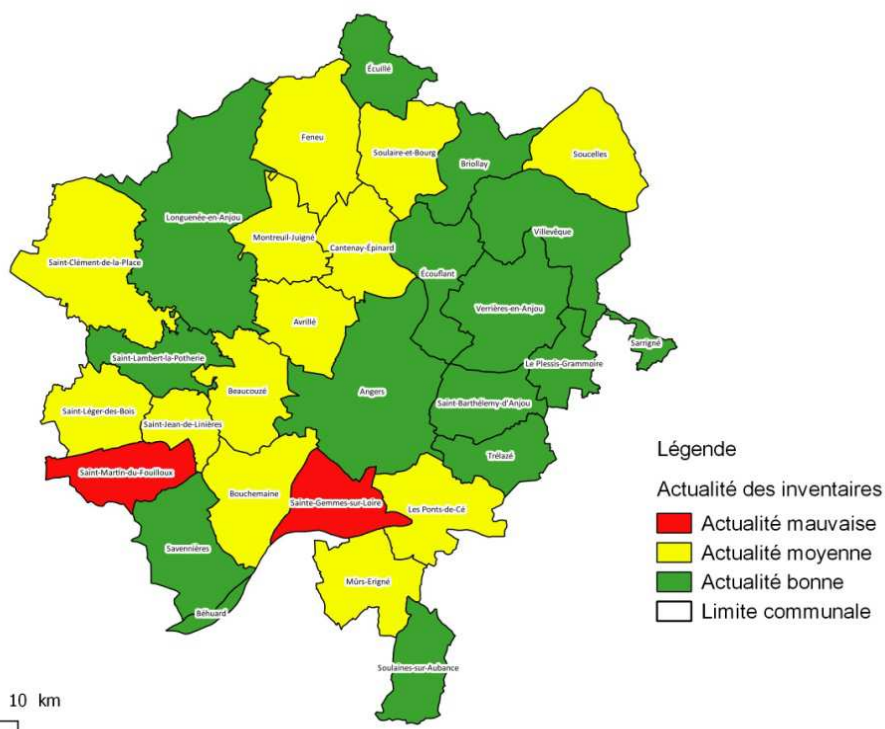 Écuillé
Feneu
Soulaire-et-Bourg
Briollay
Soucelles
Longuenée-en-Anjou
Villevêque
Montreuil-Juigné
Cantenay-Épinard
Saint-Clément-de-la-Place
Écouflant
Verrières-en-Anjou
Avrillé
Sarrigné
Saint-Lambert-la-Potherie
Le Plessis-Grammoire
Beaucouzé
Angers
Saint-Barthélemy-d'Anjou
Saint-Léger-des-Bois
Saint-Jean-de-Linières
Trélazé
Saint-Martin-du-Fouilloux
Bouchemaine
Sainte-Gemmes-sur-Loire
Les Ponts-de-Cé
Savennières
Mûrs-Erigné
Béhuard
Soulaines-sur-Aubance
Légende
Actualité des inventaires
Actualité mauvaise
Actualité moyenne
Actualité bonne
Limite communale
10 km